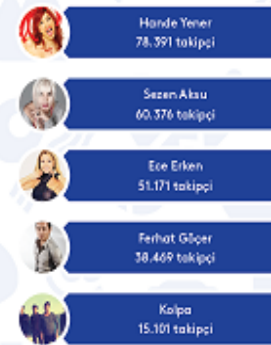 Hande Yener
78.391 takipçi
Sezen Aksu
60.376 takipçi
Ece Erken
51.171 takipçi
Ferhat Göçer
38.469 takipçi
Kolpa
15.101 takipçi